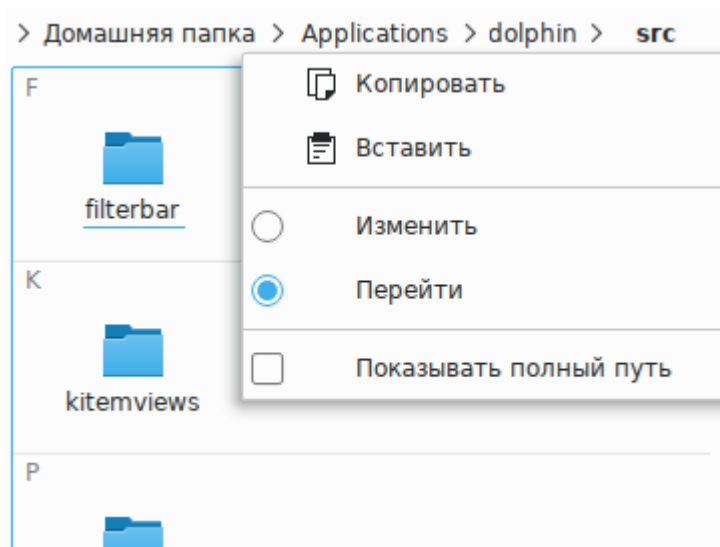 > Домашняя папка > Applications > dolphin > src
F
Копировать
Вставить
filterbar
Изменить
K
Перейти
Показывать полный путь
kitemviews
P